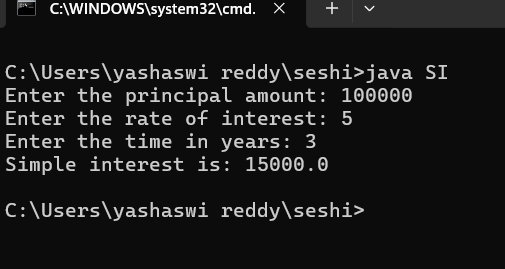 C:\WINDOWS\system32\cmd.
C:\Users\yashaswi reddy\seshi>java SI
Enter the principal amount: 100000
Enter the rate of interest: 5
Enter the time in years: 3
Simple interest is: 15000.0
C:\Users\yashaswi reddy\seshi>